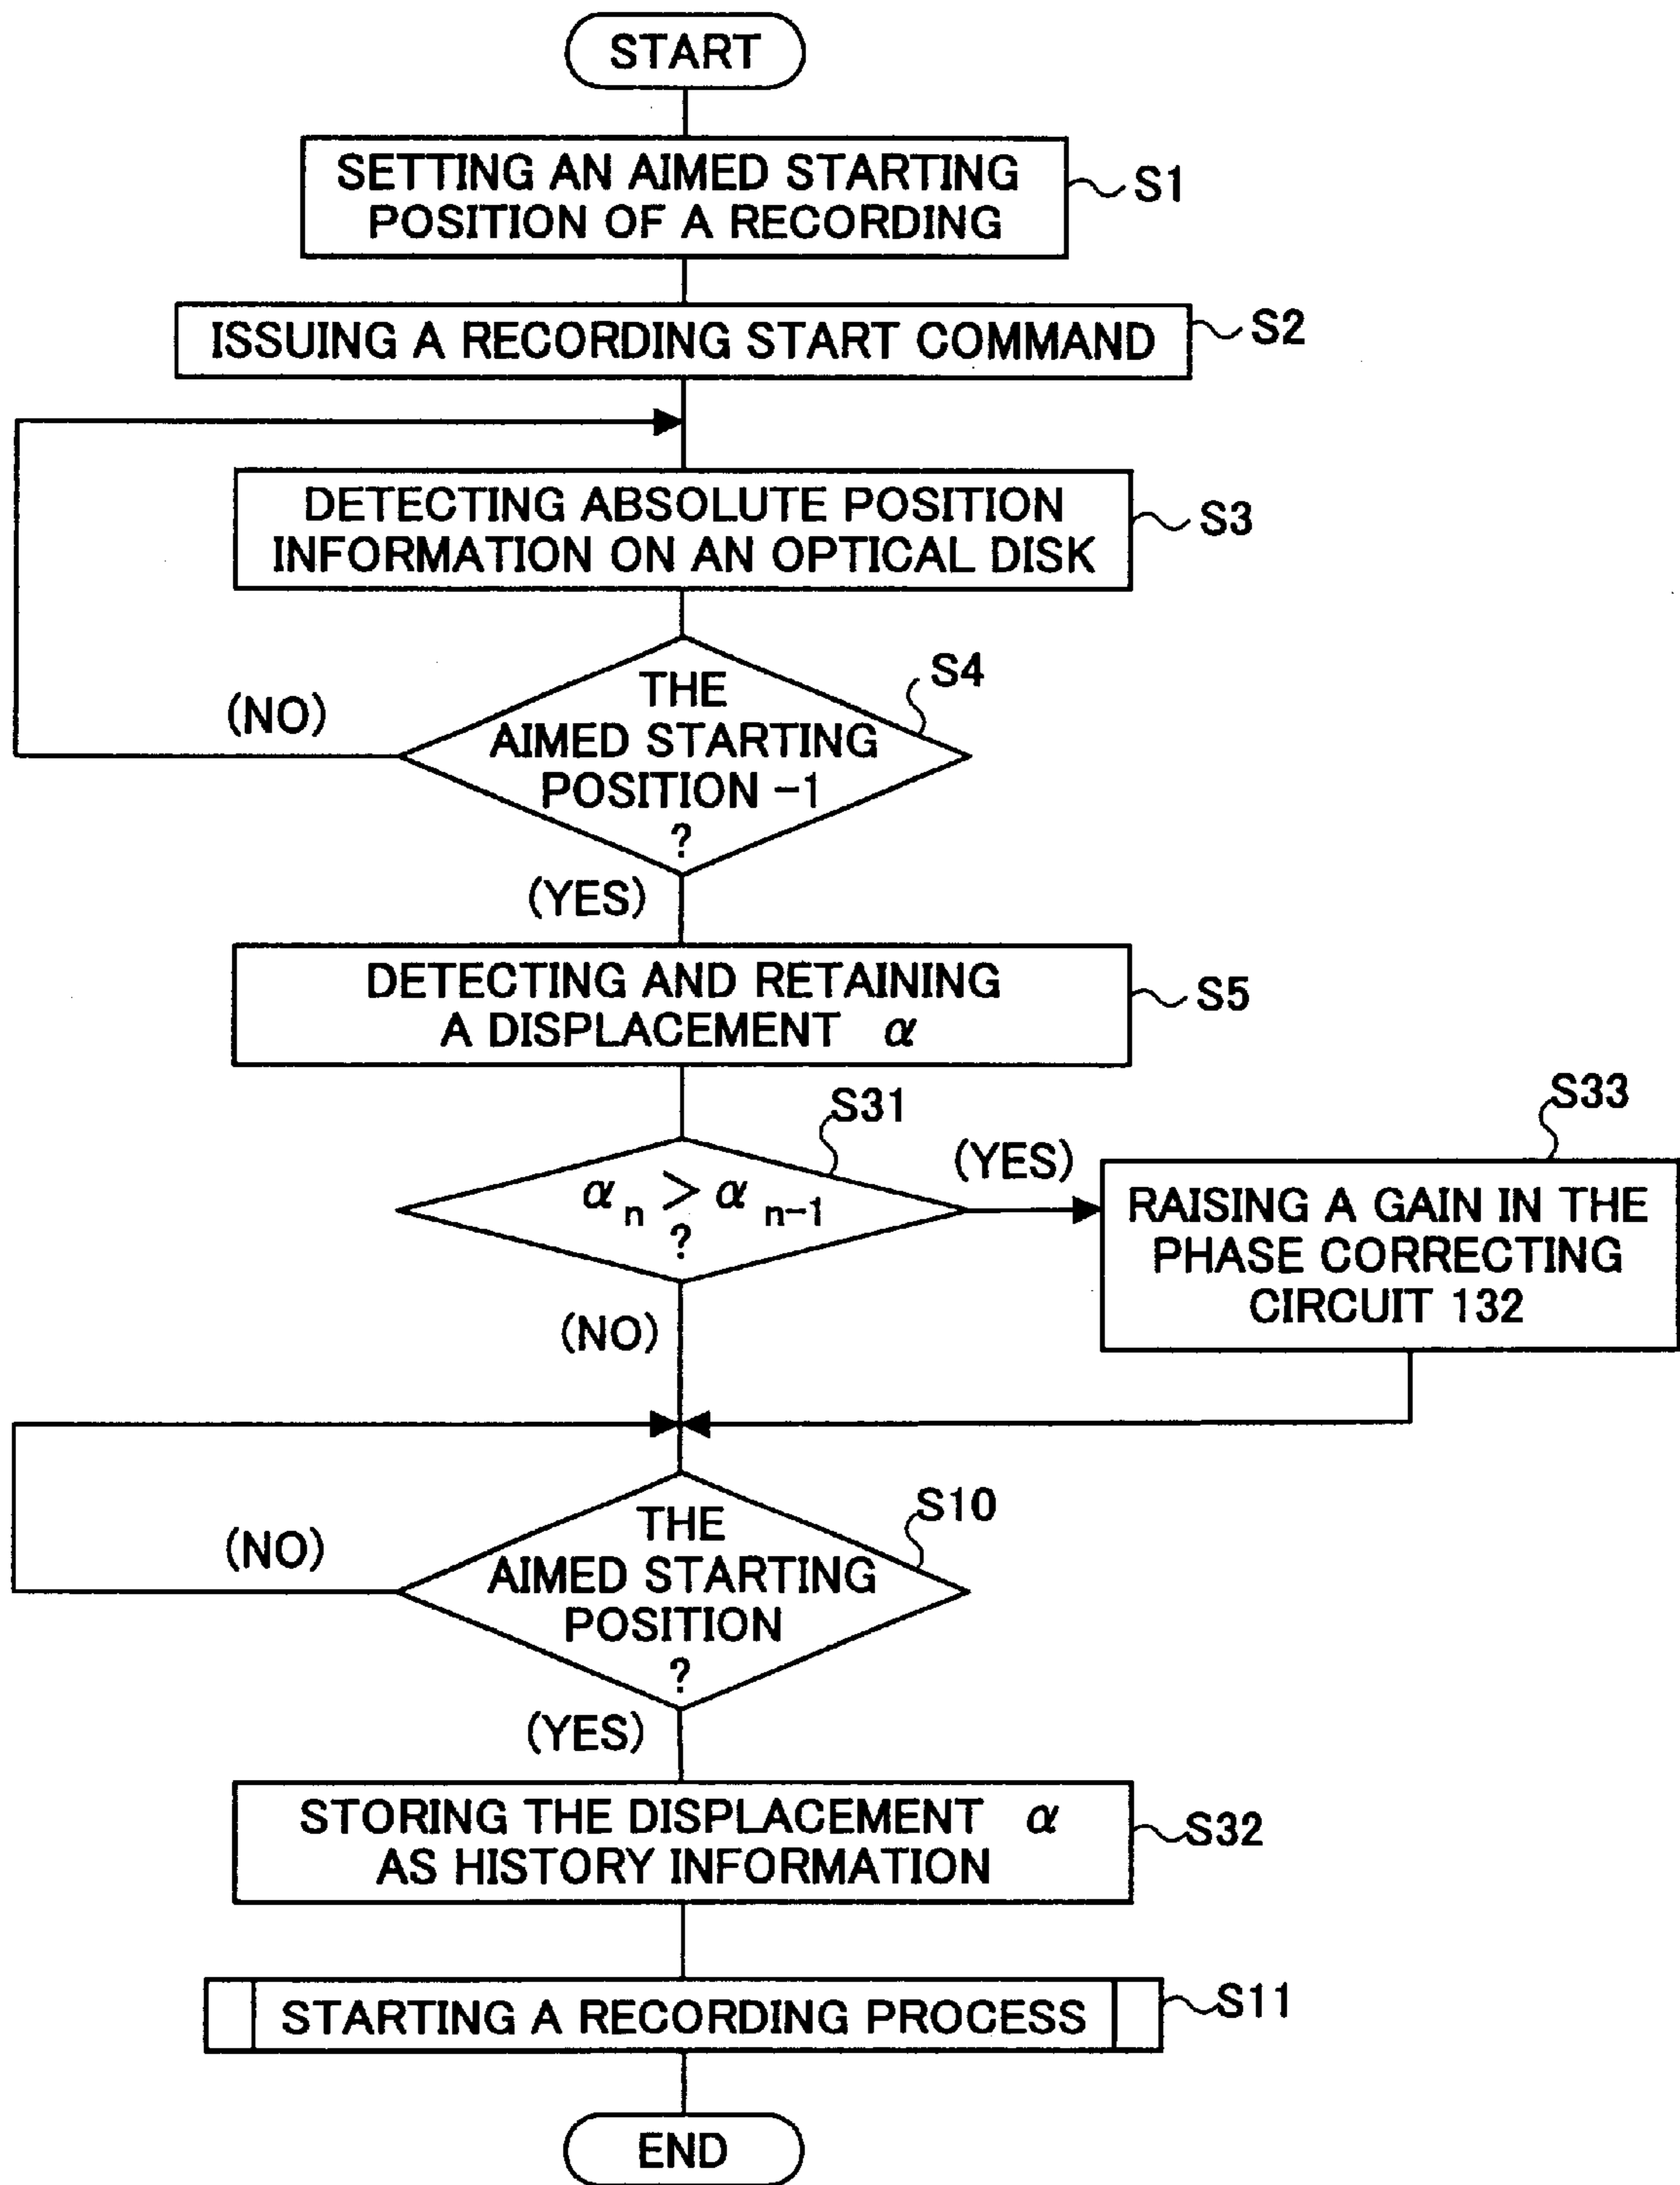 START
SETTING AN AIMED STARTING
POSITION OF A RECORDING
S1
ISSUING A RECORDING START COMMAND
S2
DETECTING ABSOLUTE POSITION
INFORMATION ON AN OPTICAL DISK
S3
THE
AIMED STARTING
POSITION -1
?
S4
(NO)
(YES)
DETECTING AND RETAINING
A DISPLACEMENT α
S5
αn > αn-1
?
S31
(YES)
RAISING A GAIN IN THE
PHASE CORRECTING
CIRCUIT 132
S33
(NO)
THE
AIMED STARTING
POSITION
?
S10
(NO)
(YES)
STORING THE DISPLACEMENT α
AS HISTORY INFORMATION
S32
STARTING A RECORDING PROCESS
S11
END